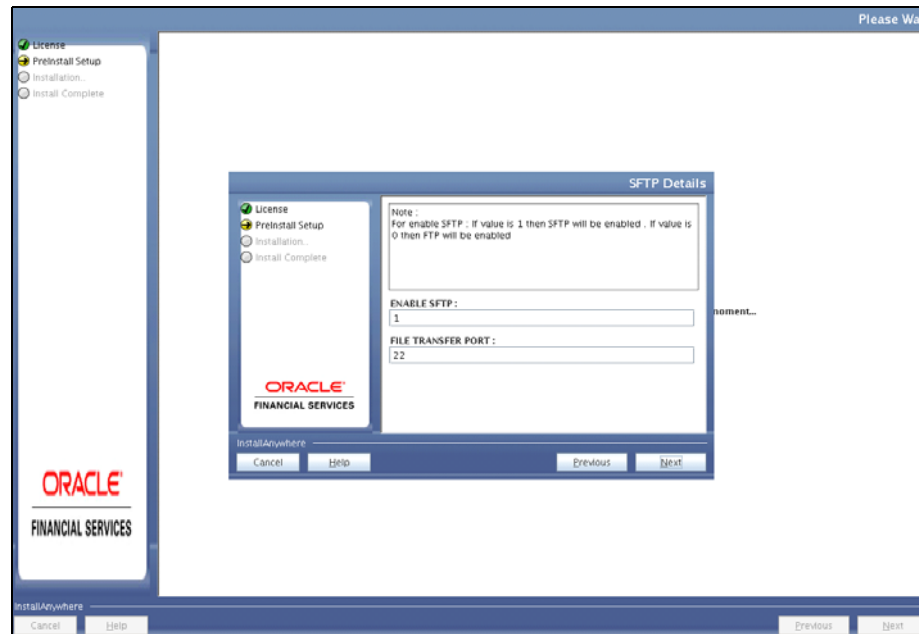 Please Wa
License
PreInstall Setup
Installation...
Install Complete
SFTP Details
License
PreInstall Setup
Installation...
Install Complete
Note :
For enable SFTP ; If value is 1 then SFTP will be enabled . If value is
0 then FTP will be enabled
ENABLE SFTP :
1
FILE TRANSFER PORT :
22
noment...
ORACLE
FINANCIAL SERVICES
InstallAnywhere
Cancel
Help
Previous
Next
ORACLE
FINANCIAL SERVICES
InstallAnywhere
Cancel
Help
Previous
Next